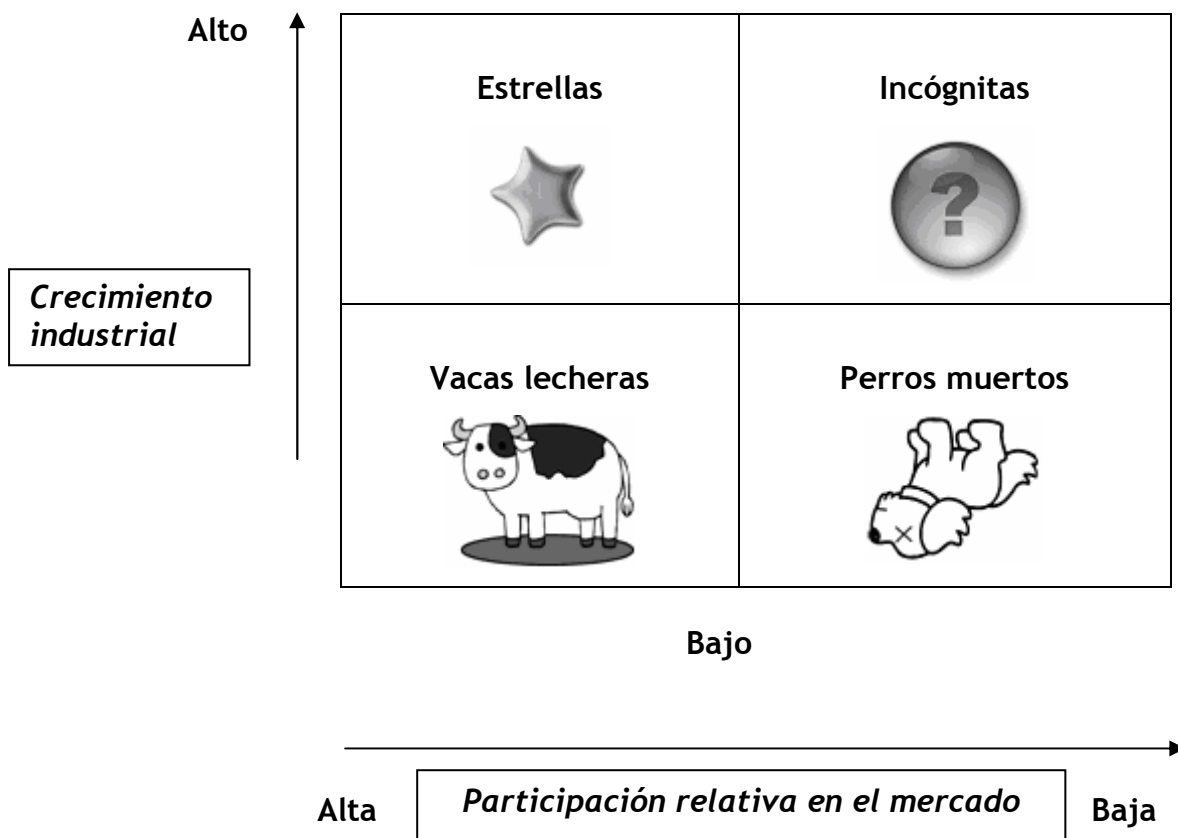 Alto
Estrellas
Incógnitas
?
Crecimiento
industrial
Vacas lecheras
Perros muertos
Bajo
Alta
Participación relativa en el mercado
Baja